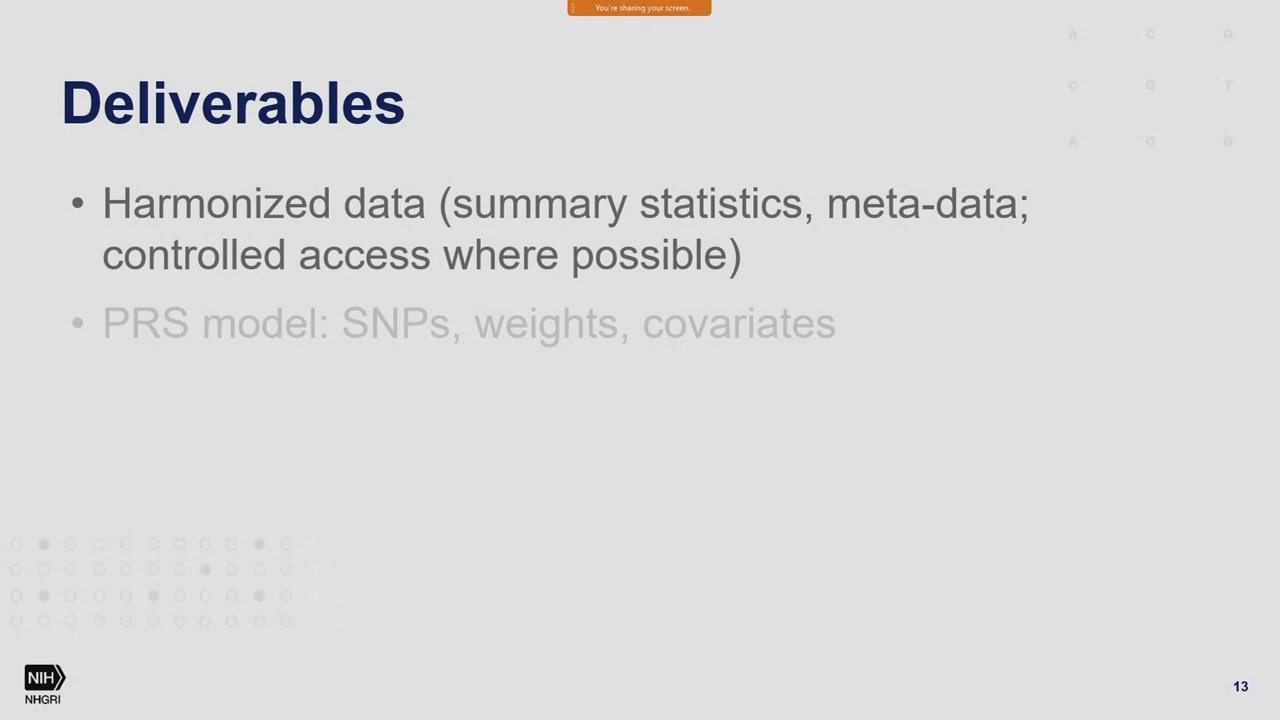 You're sharing your screen.
A C G
Deliverables
C G T
A C G
• Harmonized data (summary statistics, meta-data;
controlled access where possible)
• PRS model: SNPs, weights, covariates
NIH
NHGRI
13